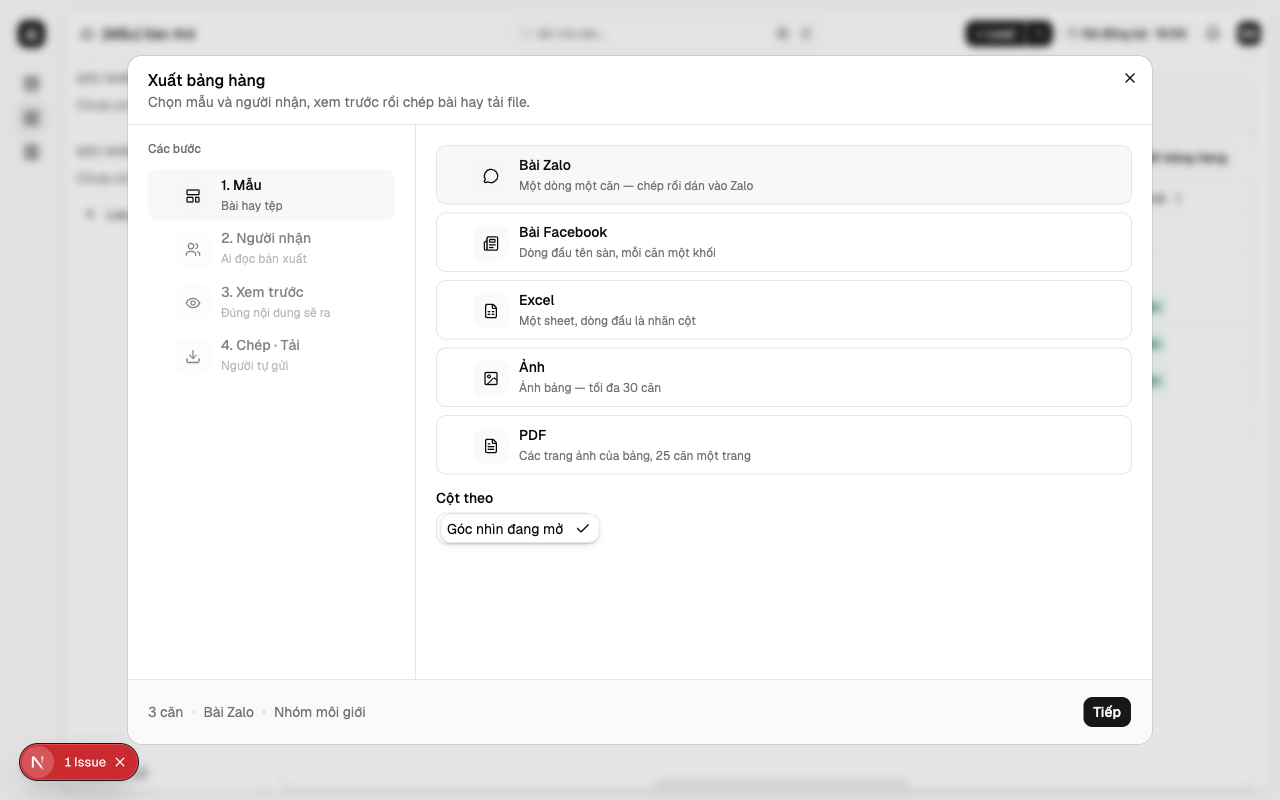 Xuất bảng hàng
Chọn mẫu và người nhận, xem trước rồi chép bài hay tải file.
Các bước
1. Mẫu
Bài hay tệp
2. Người nhận
Ai đọc bản xuất
3. Xem trước
Đúng nội dung sẽ ra
4. Chép · Tải
Người tự gửi
Bài Zalo
Một dòng một căn — chép rồi dán vào Zalo
Bài Facebook
Dòng đầu tên sàn, mỗi căn một khối
Excel
Một sheet, dòng đầu là nhãn cột
Ảnh
Ảnh bảng — tối đa 30 căn
PDF
Các trang ảnh của bảng, 25 căn một trang
Cột theo
Góc nhìn đang mở
3 căn • Bài Zalo • Nhóm môi giới
Tiếp
N 1 Issue